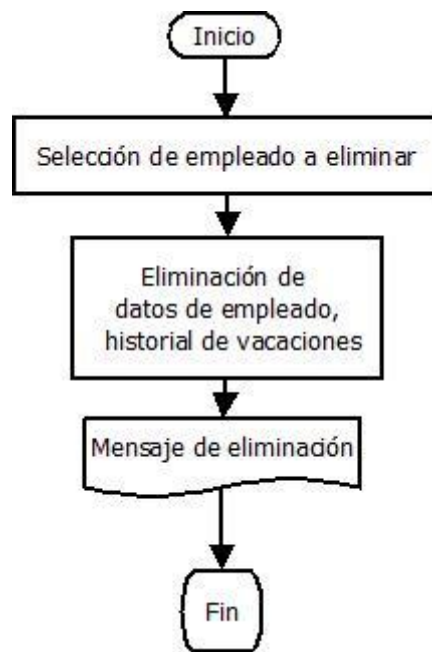 Inicio
Selección de empleado a eliminar
Eliminación de
datos de empleado,
historial de vacaciones
Mensaje de eliminación
Fin